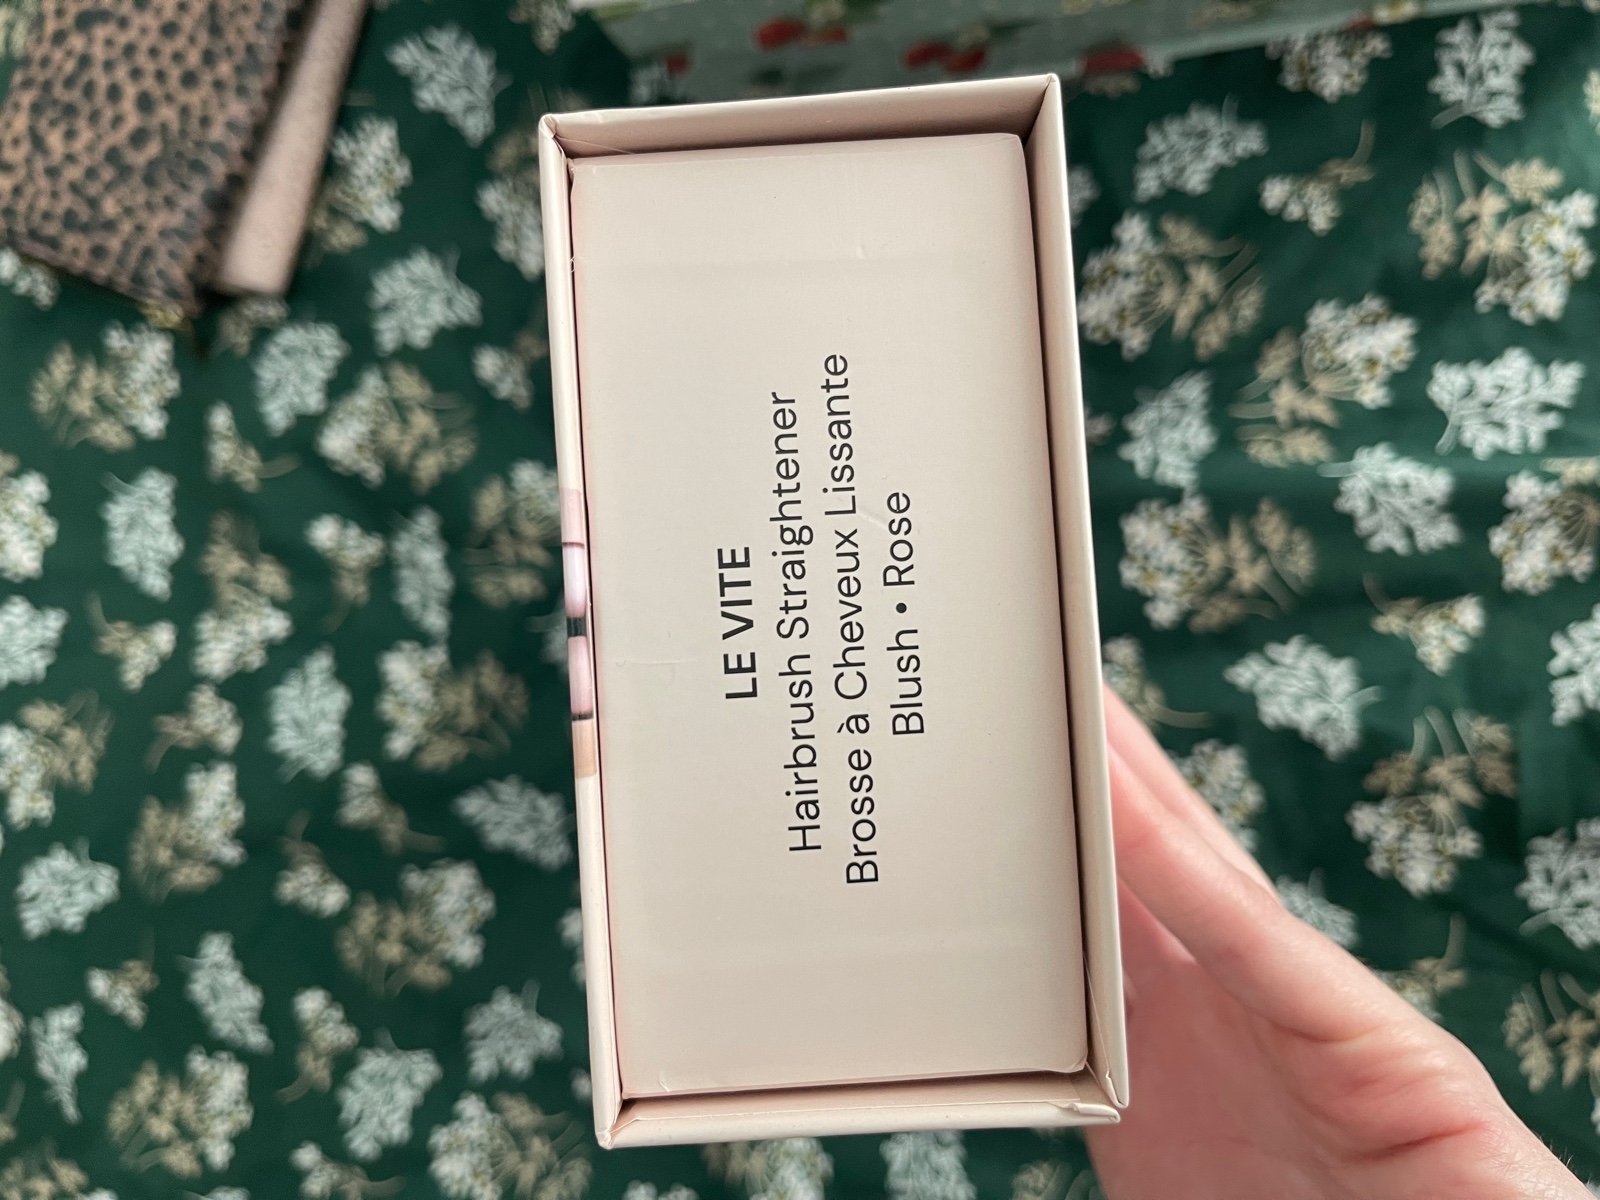 LE VITE
Hairbrush Straightener
Brosse à Cheveux Lissante
Blush • Rose